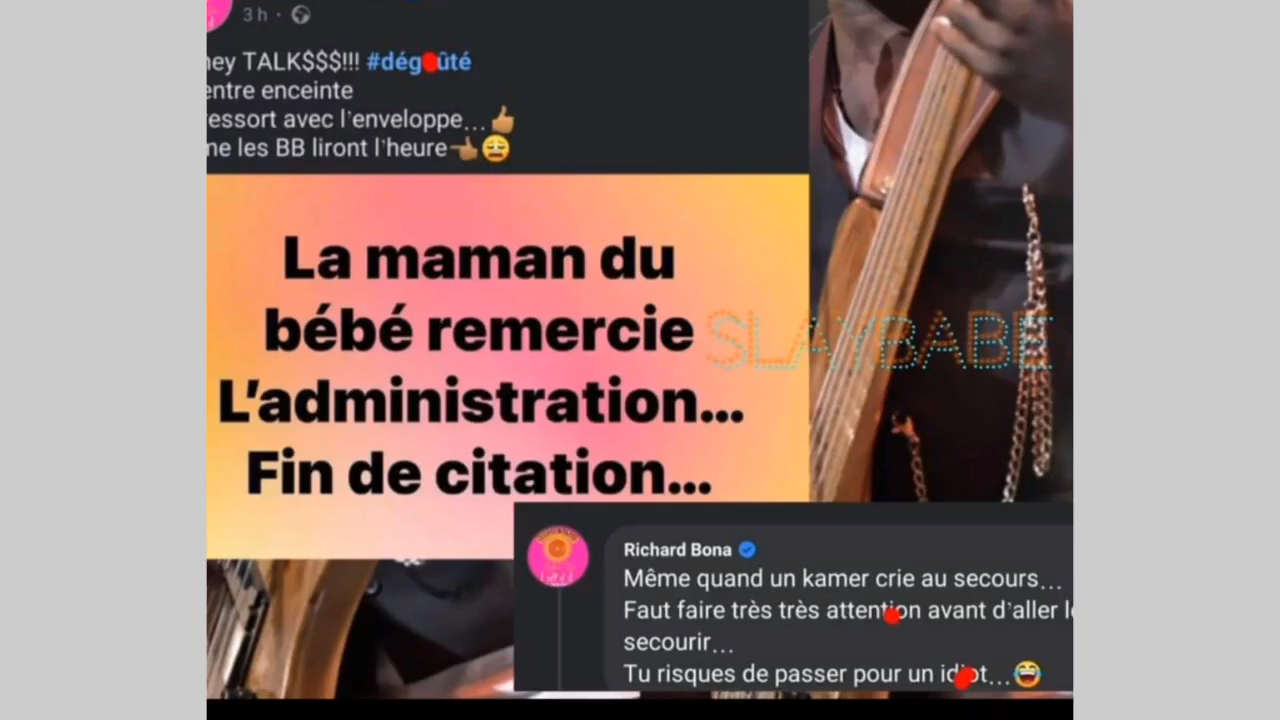 3 h
ney TALK$$$!!! #dégoûté
entre enceinte
ressort avec l'enveloppe...
ne les BB liront l'heure
La maman du
bébé remercie
L'administration...
Fin de citation...
SLAYBABE
Richard Bona
Même quand un kamer crie au secours...
Faut faire très très attention avant d'aller l
secourir...
Tu risques de passer pour un idiot...